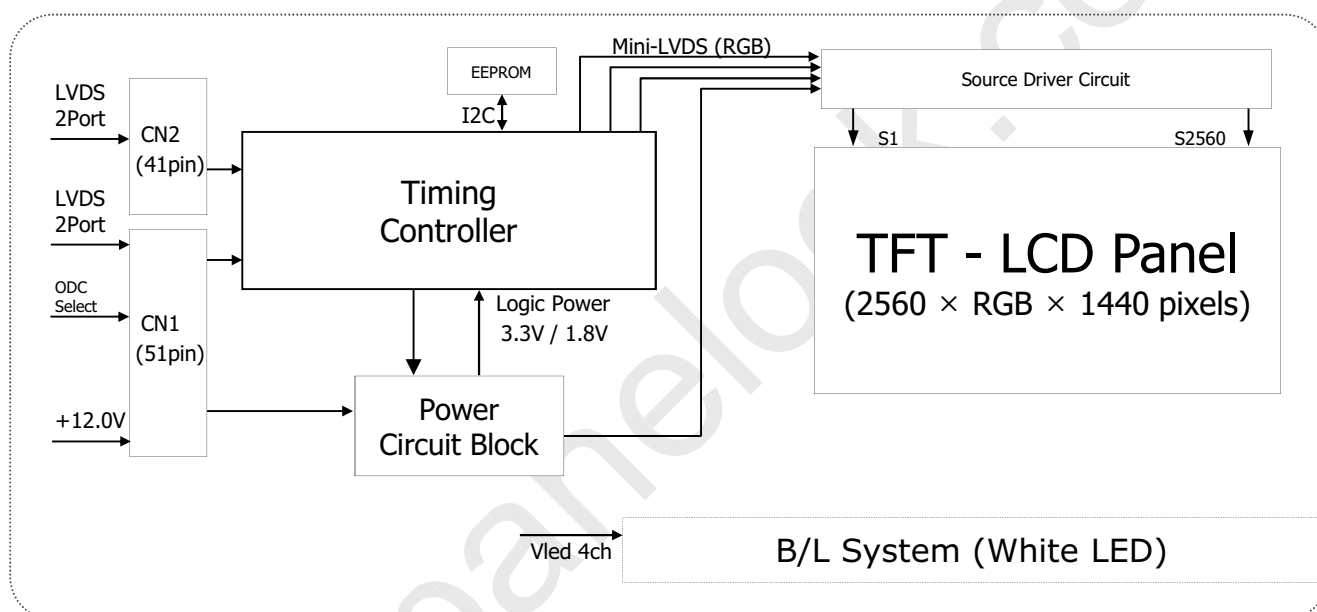 Mini-LVDS (RGB)
EEPROM
Source Driver Circuit
LVDS
2Port
CN2
(41pin)
I2C
S1
S2560
Timing
Controller
LVDS
2Port
TFT - LCD Panel
(2560 × RGB × 1440 pixels)
ODC
Select
CN1
(51pin)
Logic Power
3.3V / 1.8V
+12.0V
Power
Circuit Block
Vled 4ch
B/L System (White LED)